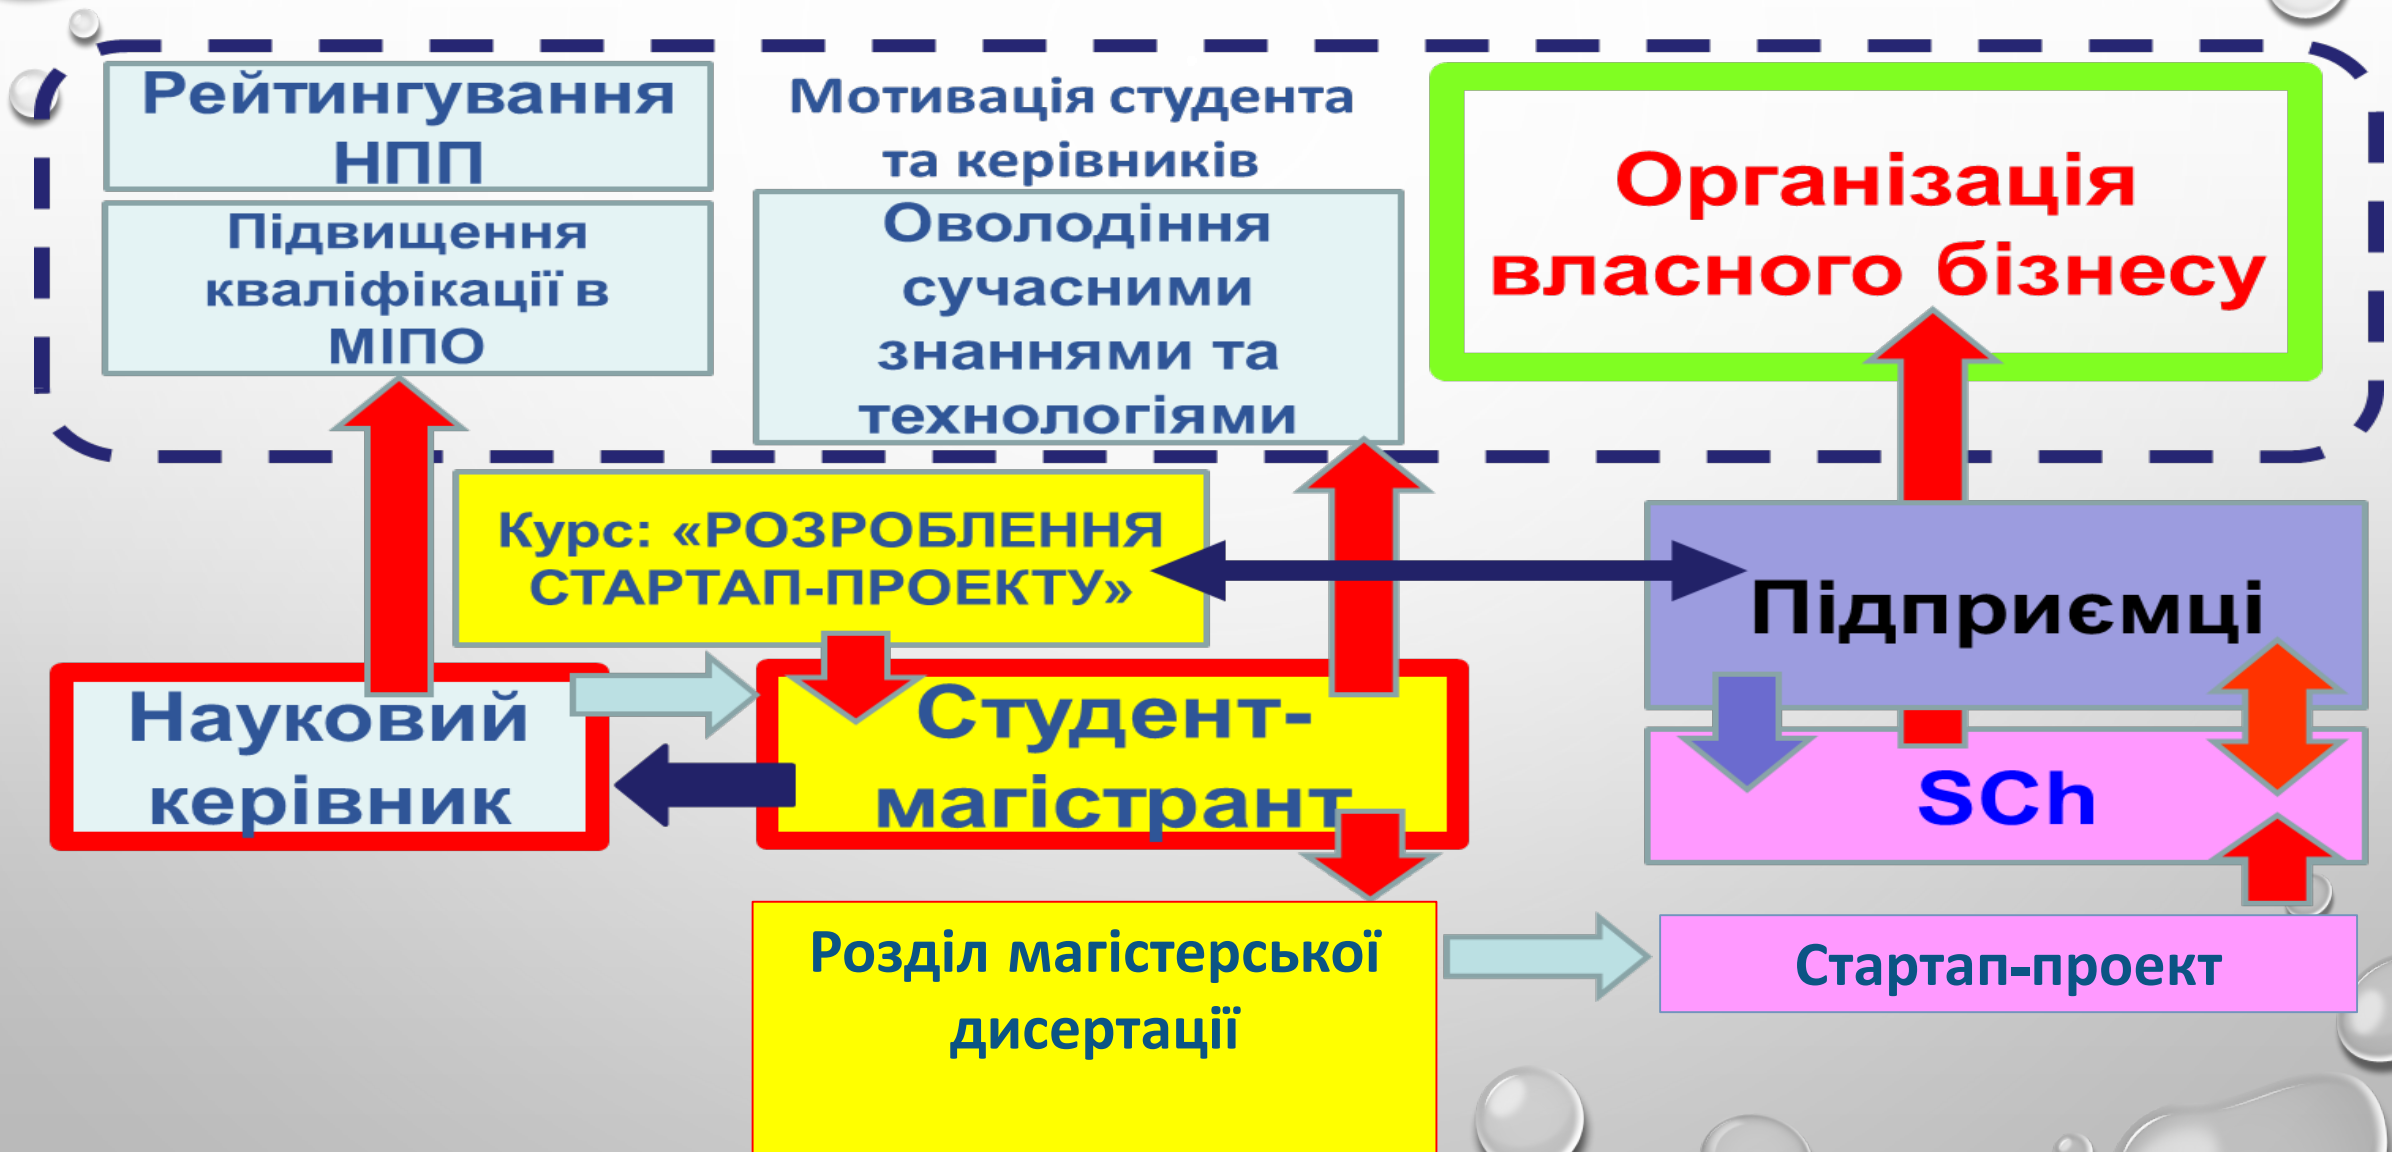 Рейтингування
НПП
Підвищення
кваліфікації в
МІПО
Мотивація студента
та керівників
Оволодіння
сучасними
знаннями та
технологіями
Організація
власного бізнесу
Курс: «РОЗРОБЛЕННЯ
СТАРТАП-ПРОЕКТУ»
Підприємці
Науковий
керівник
Студент-
магістрант
SCh
Розділ магістерської
дисертації
Стартап-проект